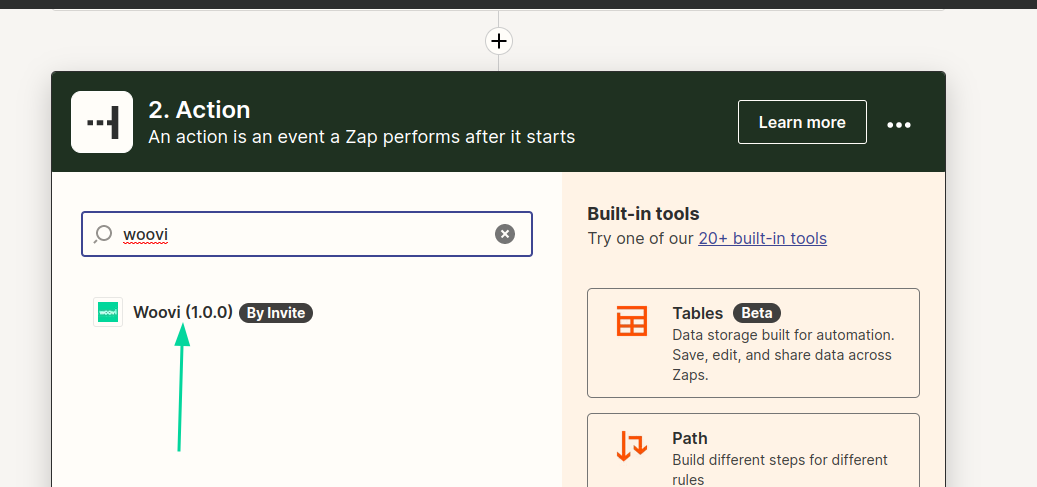 2. Action
An action is an event a Zap performs after it starts
Learn more
woovi
woovi
Woovi (1.0.0) By Invite
Built-in tools
Try one of our 20+ built-in tools
Tables Beta
Data storage built for automation.
Save, edit, and share data across
Zaps.
Path
Build different steps for different
rules